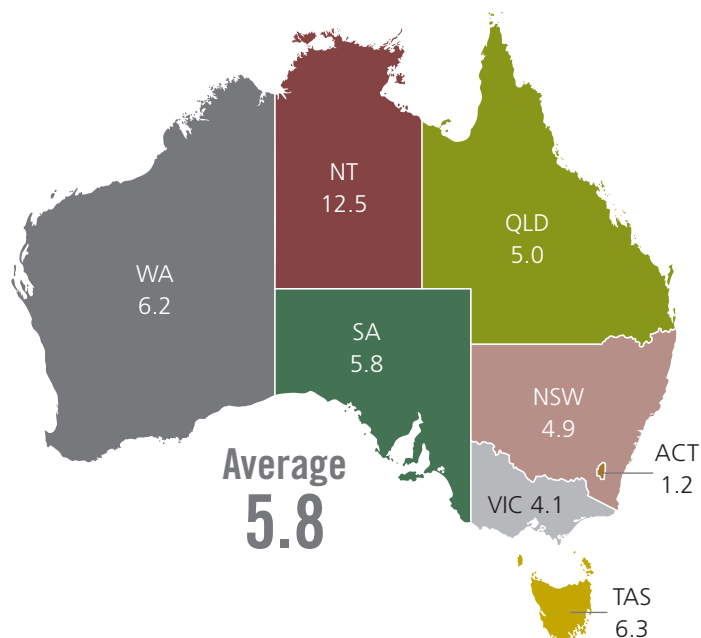 NT
12.5
QLD
5.0
WA
6.2
SA
5.8
NSW
4.9
ACT
1.2
Average
5.8
VIC 4.1
TAS
6.3